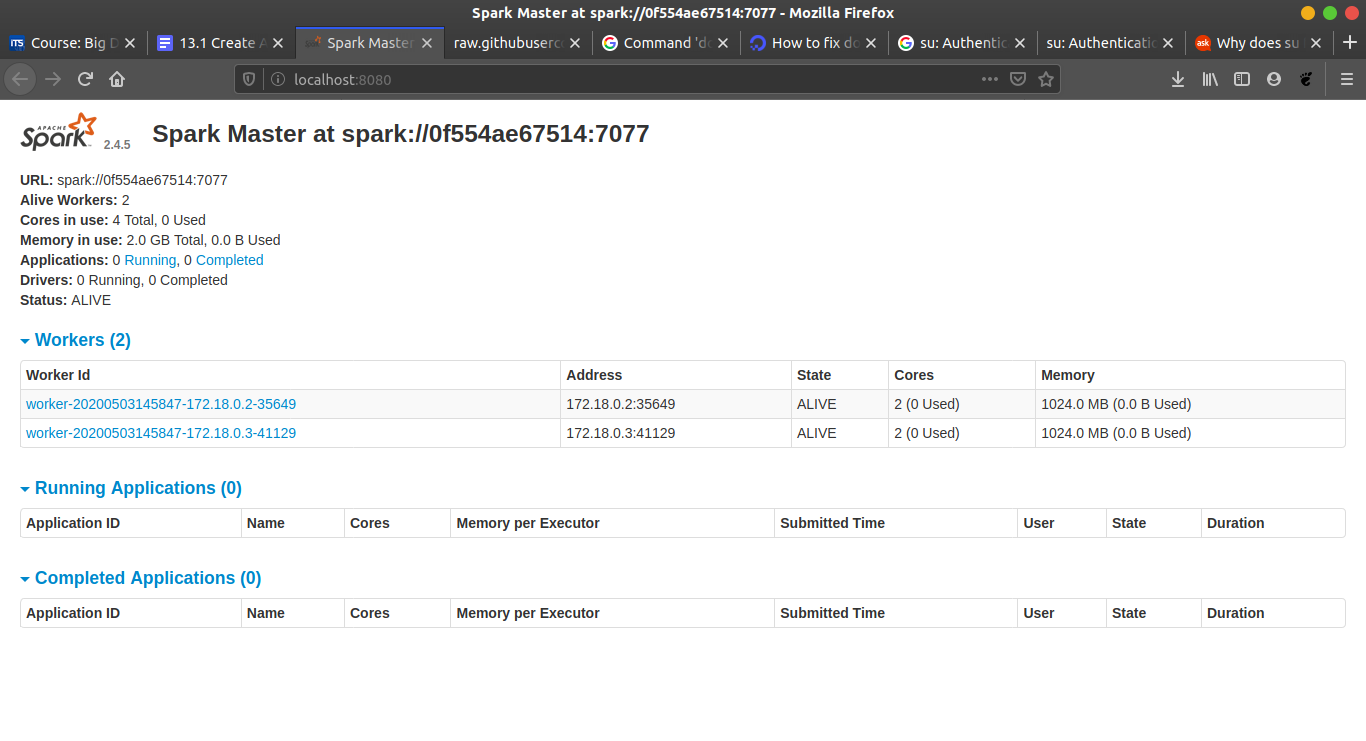 Spark Master at spark://0f554ae67514:7077 - Mozilla Firefox
ITS Course: Big D 13.1 Create A Spark Master raw.githubuserco Command 'do How to fix do su: Authentic su: Authenticatic ask Why does su
localhost:8080
APACHE Spark 2.4.5 Spark Master at spark://0f554ae67514:7077
URL: spark://0f554ae67514:7077
Alive Workers: 2
Cores in use: 4 Total, 0 Used
Memory in use: 2.0 GB Total, 0.0 B Used
Applications: 0 Running, 0 Completed
Drivers: 0 Running, 0 Completed
Status: ALIVE
Workers (2)
Worker Id Address State Cores Memory
worker-20200503145847-172.18.0.2-35649 172.18.0.2:35649 ALIVE 2 (0 Used) 1024.0 MB (0.0 B Used)
worker-20200503145847-172.18.0.3-41129 172.18.0.3:41129 ALIVE 2 (0 Used) 1024.0 MB (0.0 B Used)
Running Applications (0)
Application ID Name Cores Memory per Executor Submitted Time User State Duration
Completed Applications (0)
Application ID Name Cores Memory per Executor Submitted Time User State Duration